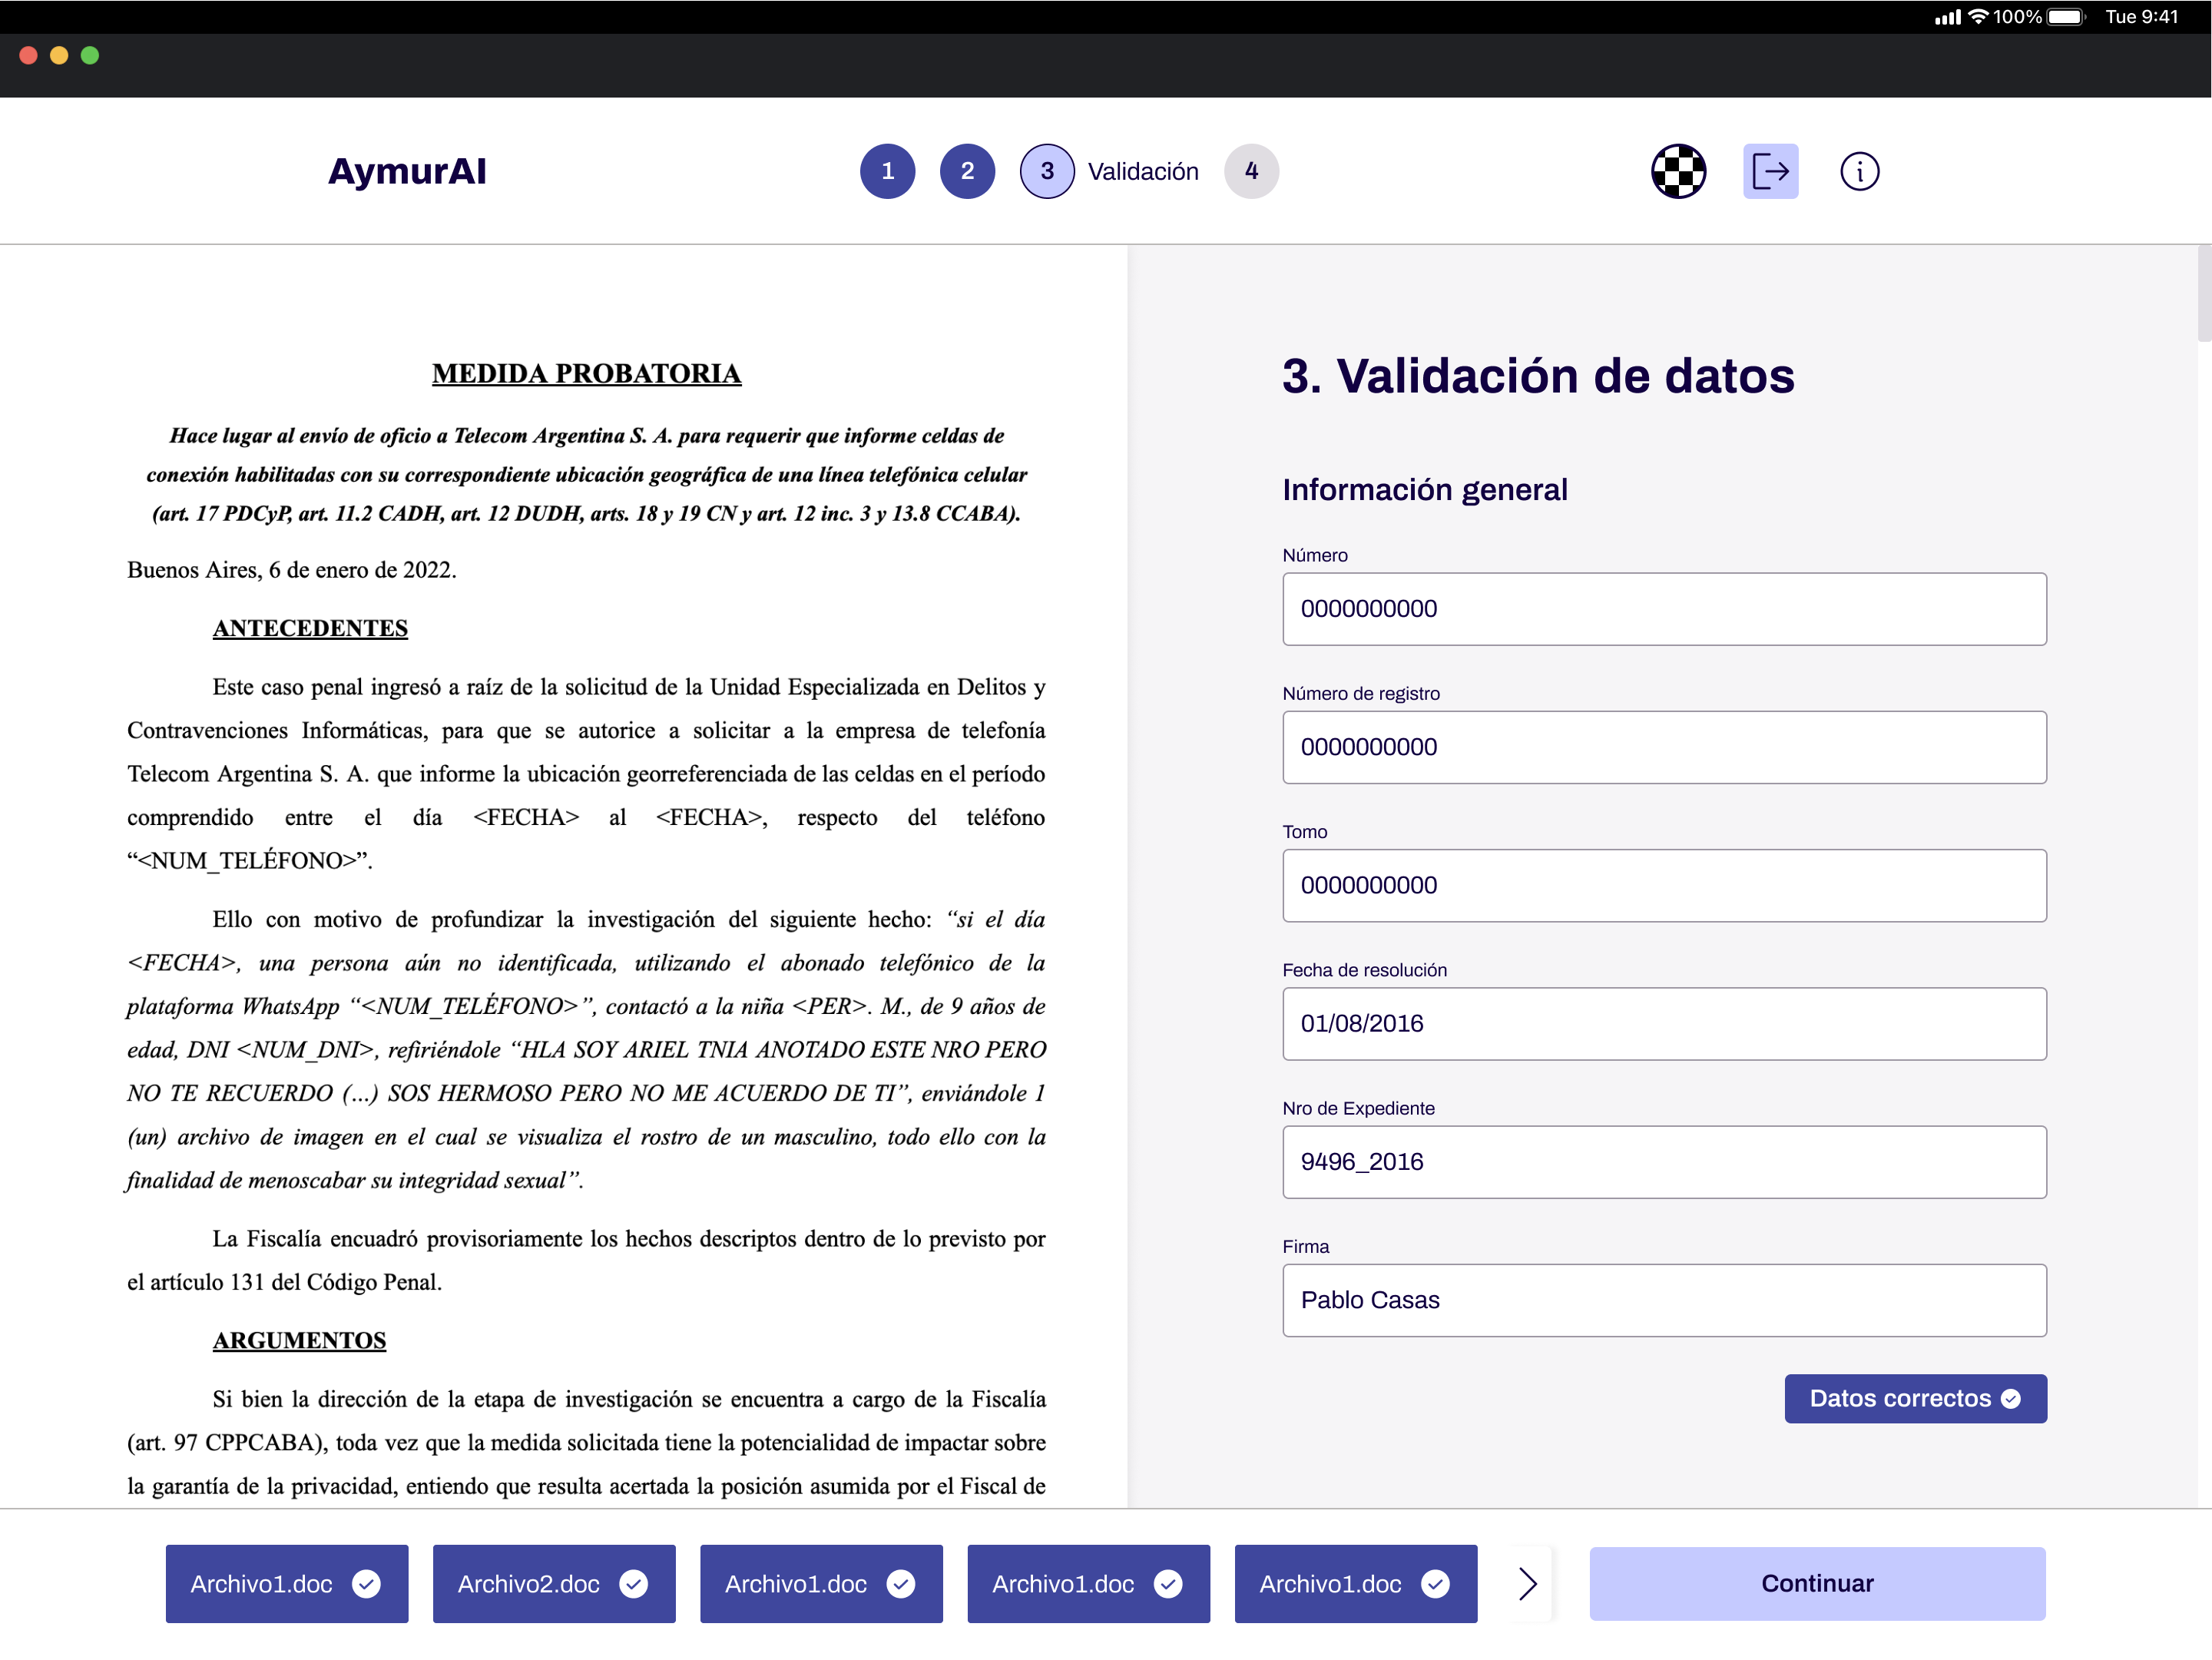 100% Tue 9:41
AymurAI
1 2 3 Validación 4
MEDIDA PROBATORIA
Hace lugar al envío de oficio a Telecom Argentina S. A. para requerir que informe celdas de
conexión habilitadas con su correspondiente ubicación geográfica de una línea telefónica celular
(art. 17 PDCyP, art. 11.2 CADH, art. 12 DUDH, arts. 18 y 19 CN y art. 12 inc. 3 y 13.8 CCABA).
Buenos Aires, 6 de enero de 2022.
ANTECEDENTES
Este caso penal ingresó a raíz de la solicitud de la Unidad Especializada en Delitos y
Contravenciones Informáticas, para que se autorice a solicitar a la empresa de telefonía
Telecom Argentina S. A. que informe la ubicación georreferenciada de las celdas en el período
comprendido entre el día <FECHA> al <FECHA>, respecto del teléfono
“<NUM_TELÉFONO>”.
Ello con motivo de profundizar la investigación del siguiente hecho: “si el día
<FECHA>, una persona aún no identificada, utilizando el abonado telefónico de la
plataforma WhatsApp “<NUM_TELÉFONO>”, contactó a la niña <PER>. M., de 9 años de
edad, DNI <NUM_DNI>, refiriéndole “HLA SOY ARIEL TNIA ANOTADO ESTE NRO PERO
NO TE RECUERDO (...) SOS HERMOSO PERO NO ME ACUERDO DE TI”, enviándole 1
(un) archivo de imagen en el cual se visualiza el rostro de un masculino, todo ello con la
finalidad de menoscabar su integridad sexual”.
La Fiscalía encuadró provisoriamente los hechos descriptos dentro de lo previsto por
el artículo 131 del Código Penal.
ARGUMENTOS
Si bien la dirección de la etapa de investigación se encuentra a cargo de la Fiscalía
(art. 97 CPPCABA), toda vez que la medida solicitada tiene la potencialidad de impactar sobre
la garantía de la privacidad, entiendo que resulta acertada la posición asumida por el Fiscal de
3. Validación de datos
Información general
Número
0000000000
Número de registro
0000000000
Tomo
0000000000
Fecha de resolución
01/08/2016
Nro de Expediente
9496_2016
Firma
Pablo Casas
Datos correctos
Archivo1.doc Archivo2.doc Archivo1.doc Archivo1.doc Archivo1.doc Continuar